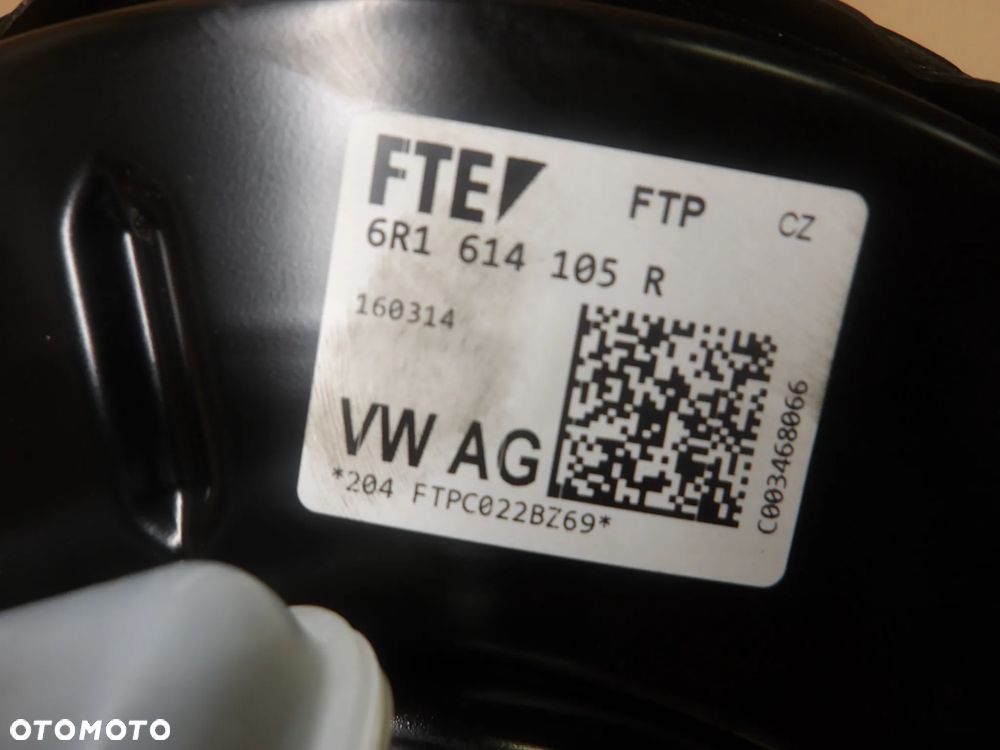 FTE FTP CZ
6R1 614 105 R
160314
VW AG
*204 FTPC022BZ69*
C003468066
OTOMOTO